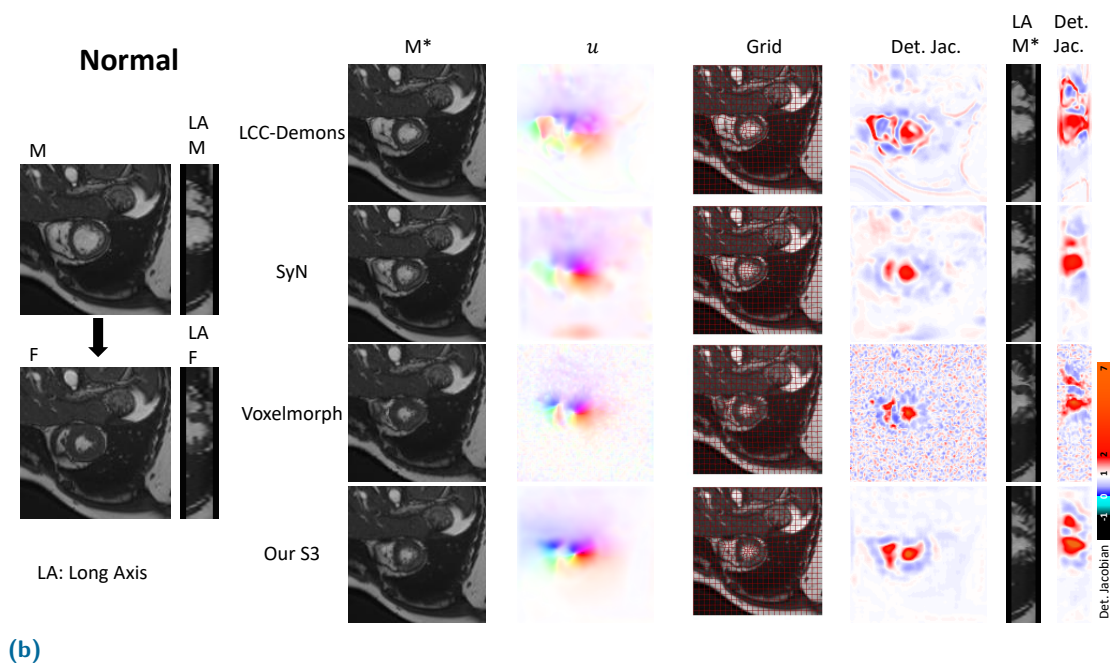 Normal
M
LA
M
F
LA
F
LA: Long Axis
M*
u
Grid
Det. Jac.
LA
M*
Det.
Jac.
LCC-Demons
SyN
Voxelmorph
Our S3
Det. Jacobian
-1 0 1 2 7
(b)